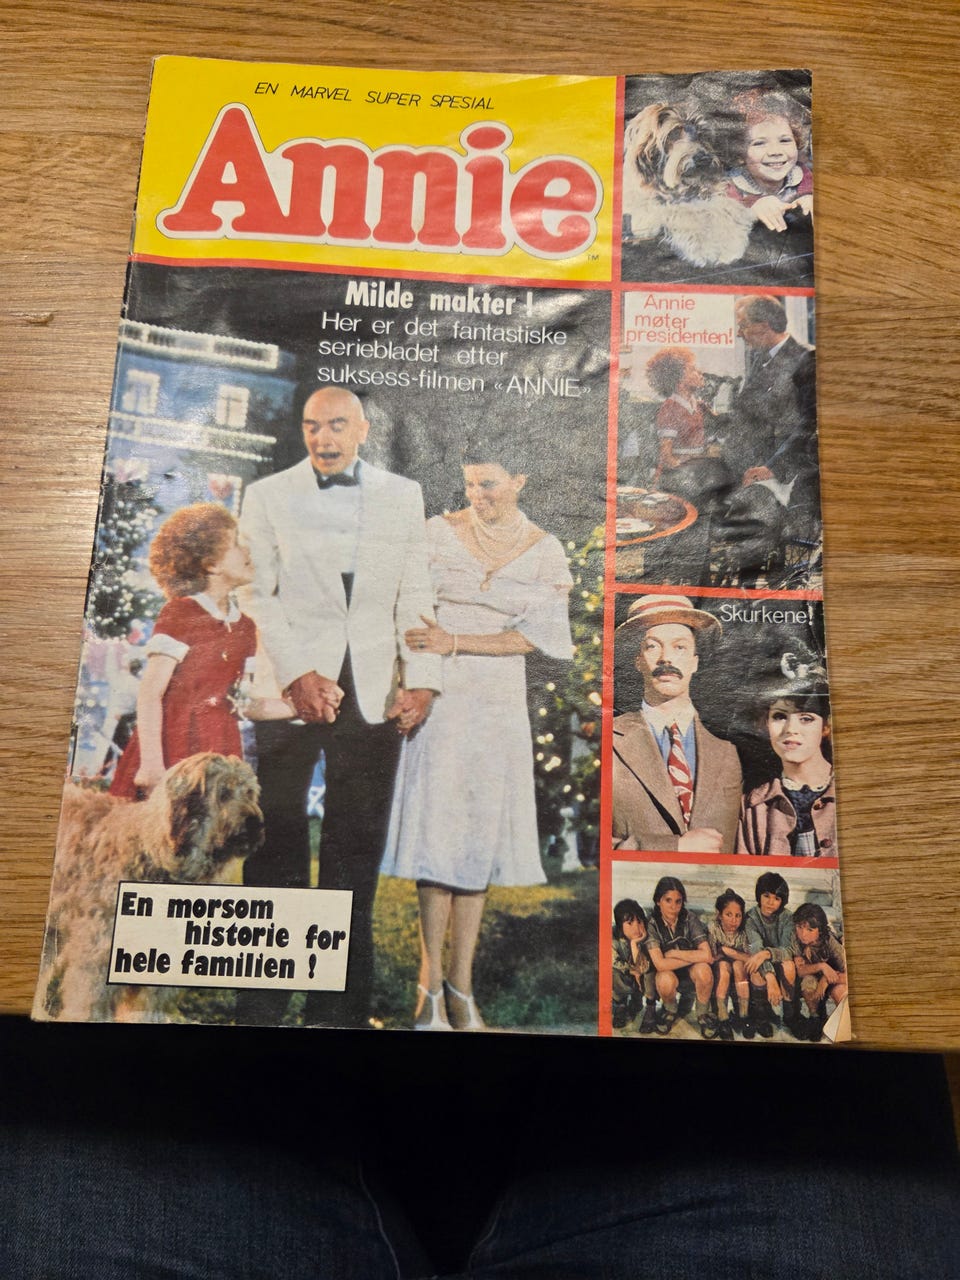 EN MARVEL SUPER SPESIAL
Annie
TM
Milde makter!
Her er det fantastiske
seriebladet etter
suksess-filmen «ANNIE»
Annie
møter
presidenten!
Skurkene!
En morsom
historie for
hele familien !